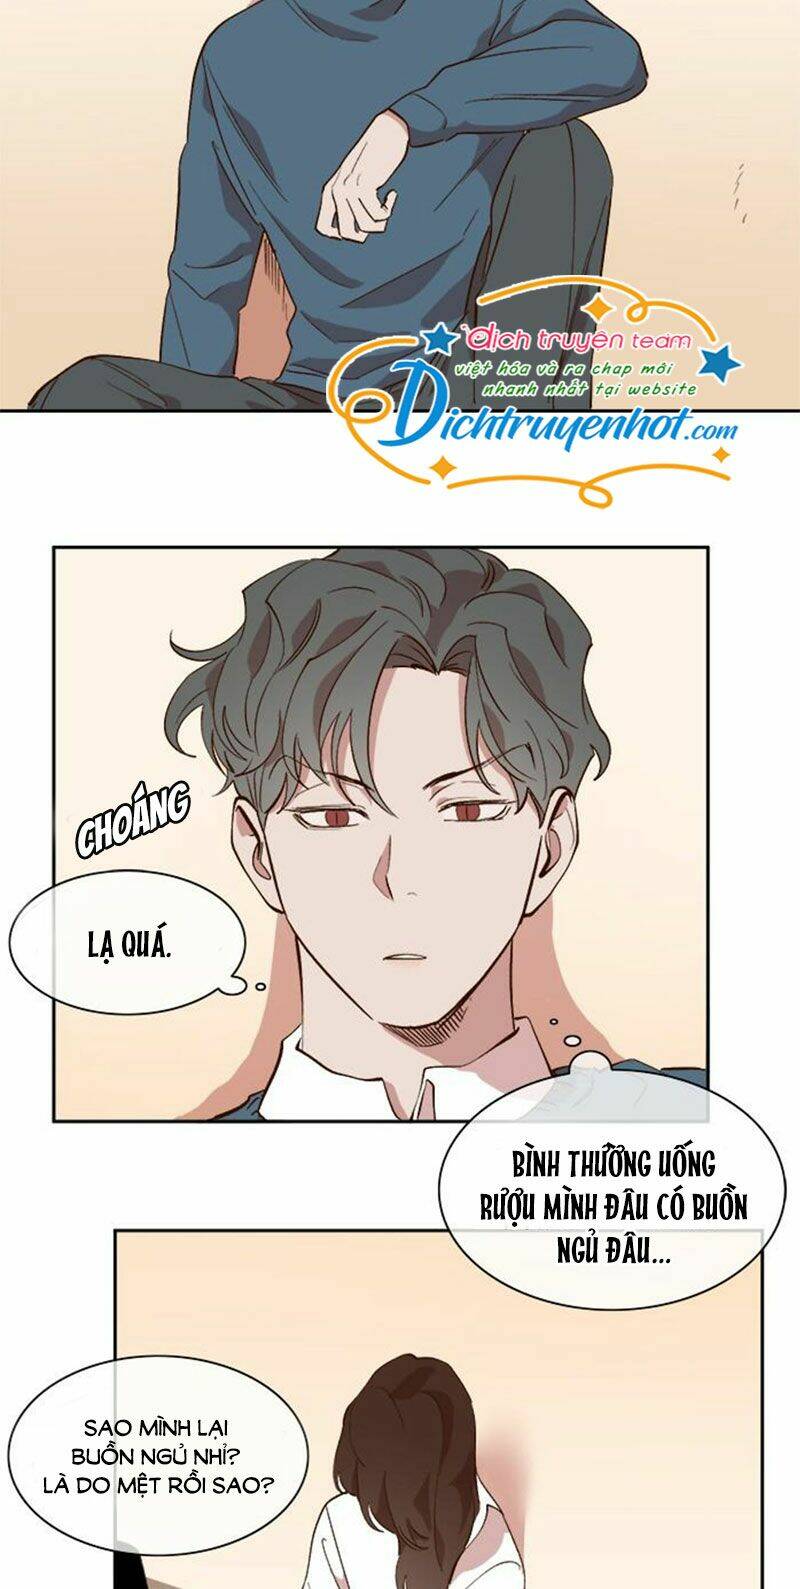 dịch truyện team
việt hóa và ra chap mới
nhanh nhất tại website
Dichtruyenhot.com
CHOÁNG
LẠ QUÁ.
BÌNH THƯỜNG UỐNG
RƯỢU MÌNH ĐÂU CÓ BUỒN
NGỦ ĐÂU...
SAO MÌNH LẠI
BUỒN NGỦ NHỈ?
LÀ DO MỆT RỒI SAO?